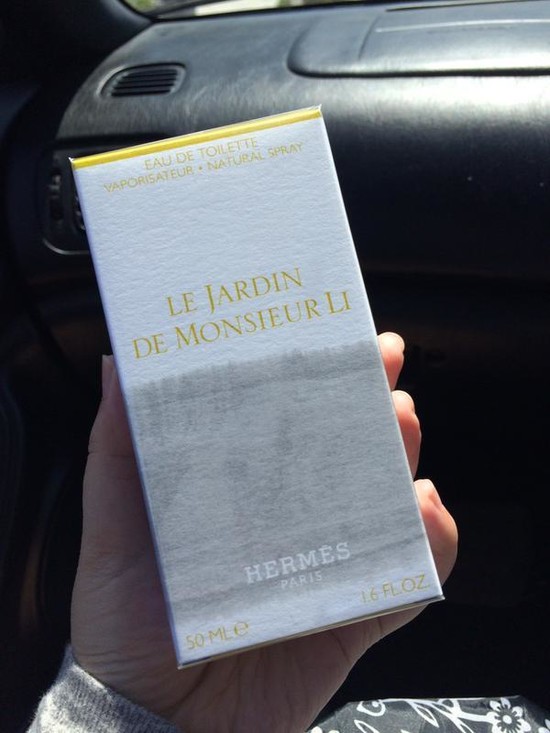 EAU DE TOILETTE
VAPORISATEUR • NATURAL SPRAY
LE JARDIN
DE MONSIEUR LI
HERMÈS
PARIS
50 ML ℮
1.6 FL.OZ.